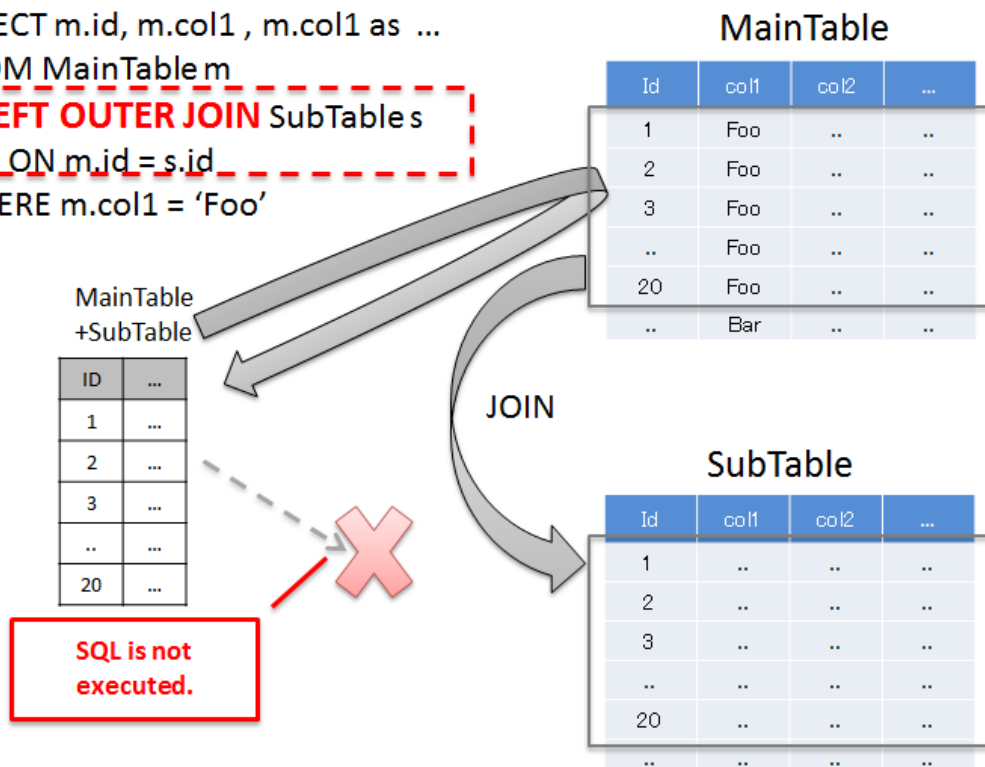 ECT m.id, m.col1 , m.col1 as ...
OM MainTable m
EFT OUTER JOIN SubTable s
ON m.id = s.id
ERE m.col1 = ‘Foo’
MainTable
Id col1 col2 ...
1 Foo .. ..
2 Foo .. ..
3 Foo .. ..
.. Foo .. ..
20 Foo .. ..
.. Bar .. ..
MainTable
+SubTable
ID ...
1 ...
2 ...
3 ...
.. ...
20 ...
JOIN
SQL is not
executed.
SubTable
Id col1 col2 ...
1 .. .. ..
2 .. .. ..
3 .. .. ..
.. .. .. ..
20 .. .. ..
.. .. .. ..